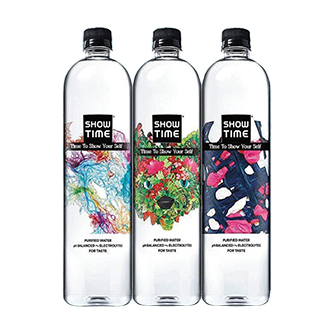 SHOW
TIME
Time To Show Your Self
PURIFIED WATER
pH BALANCED w/ ELECTROLYTES
FOR TASTE
SHOW
TIME
Time To Show Your Self
PURIFIED WATER
pH BALANCED w/ ELECTROLYTES
FOR TASTE
SHOW
TIME
Time To Show Your Self
PURIFIED WATER
pH BALANCED w/ ELECTROLYTES
FOR TASTE